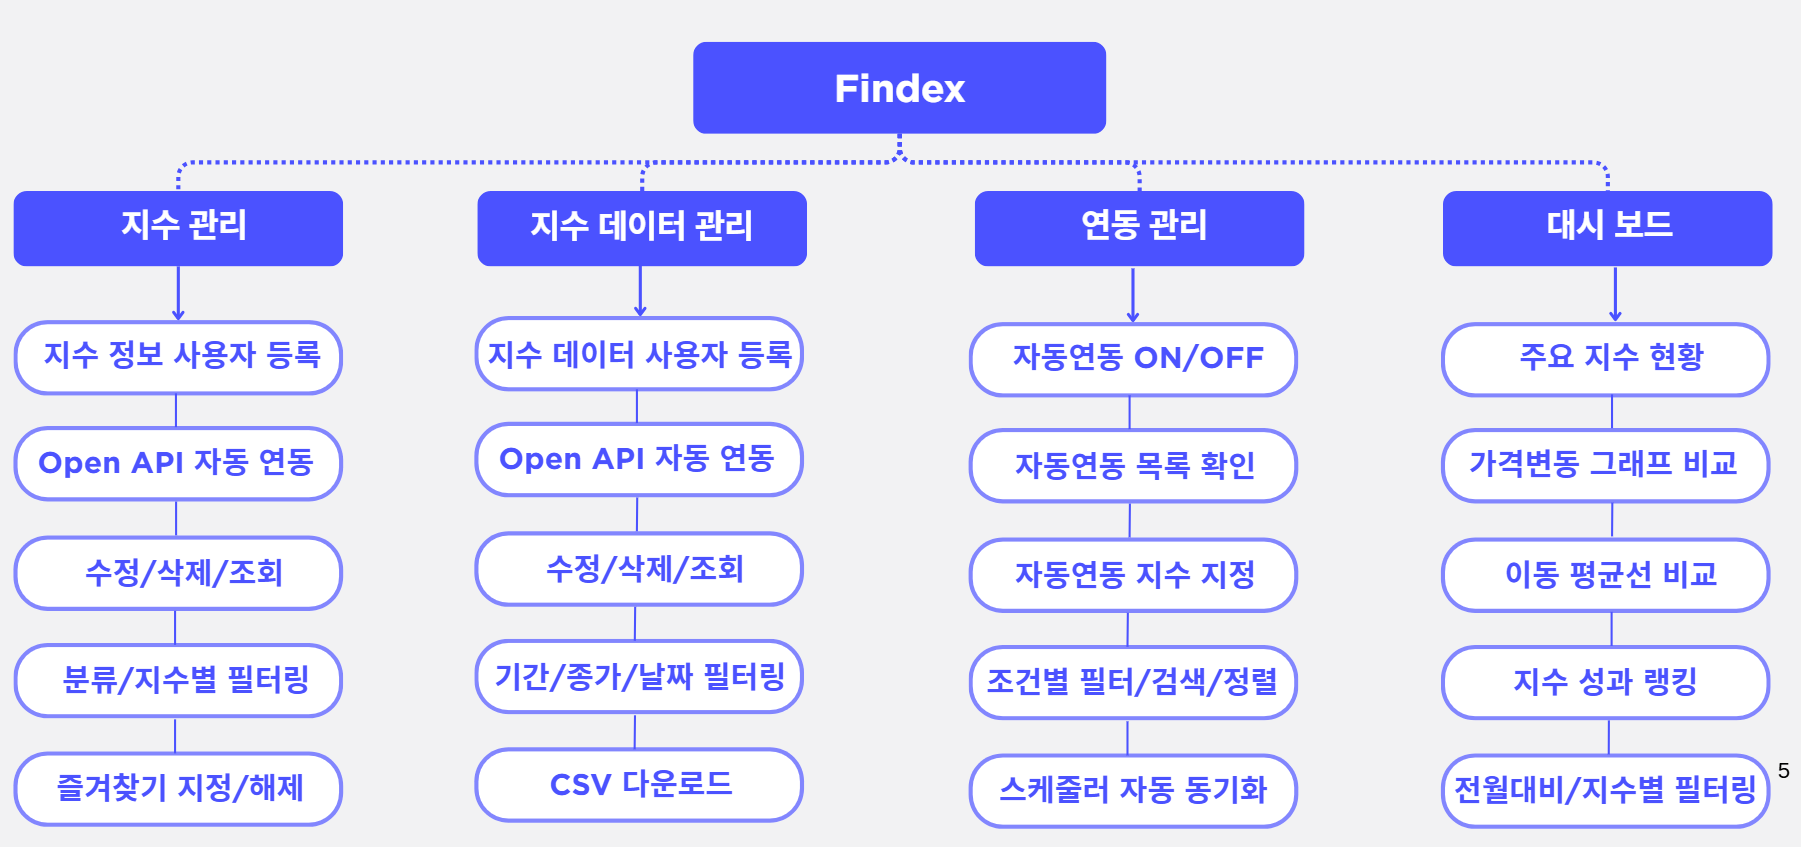 Findex
지수 관리
지수 정보 사용자 등록
Open API 자동 연동
수정/삭제/조회
분류/지수별 필터링
즐겨찾기 지정/해제
지수 데이터 관리
지수 데이터 사용자 등록
Open API 자동 연동
수정/삭제/조회
기간/종가/날짜 필터링
CSV 다운로드
연동 관리
자동연동 ON/OFF
자동연동 목록 확인
자동연동 지수 지정
조건별 필터/검색/정렬
스케줄러 자동 동기화
대시 보드
주요 지수 현황
가격변동 그래프 비교
이동 평균선 비교
지수 성과 랭킹
전월대비/지수별 필터링
5